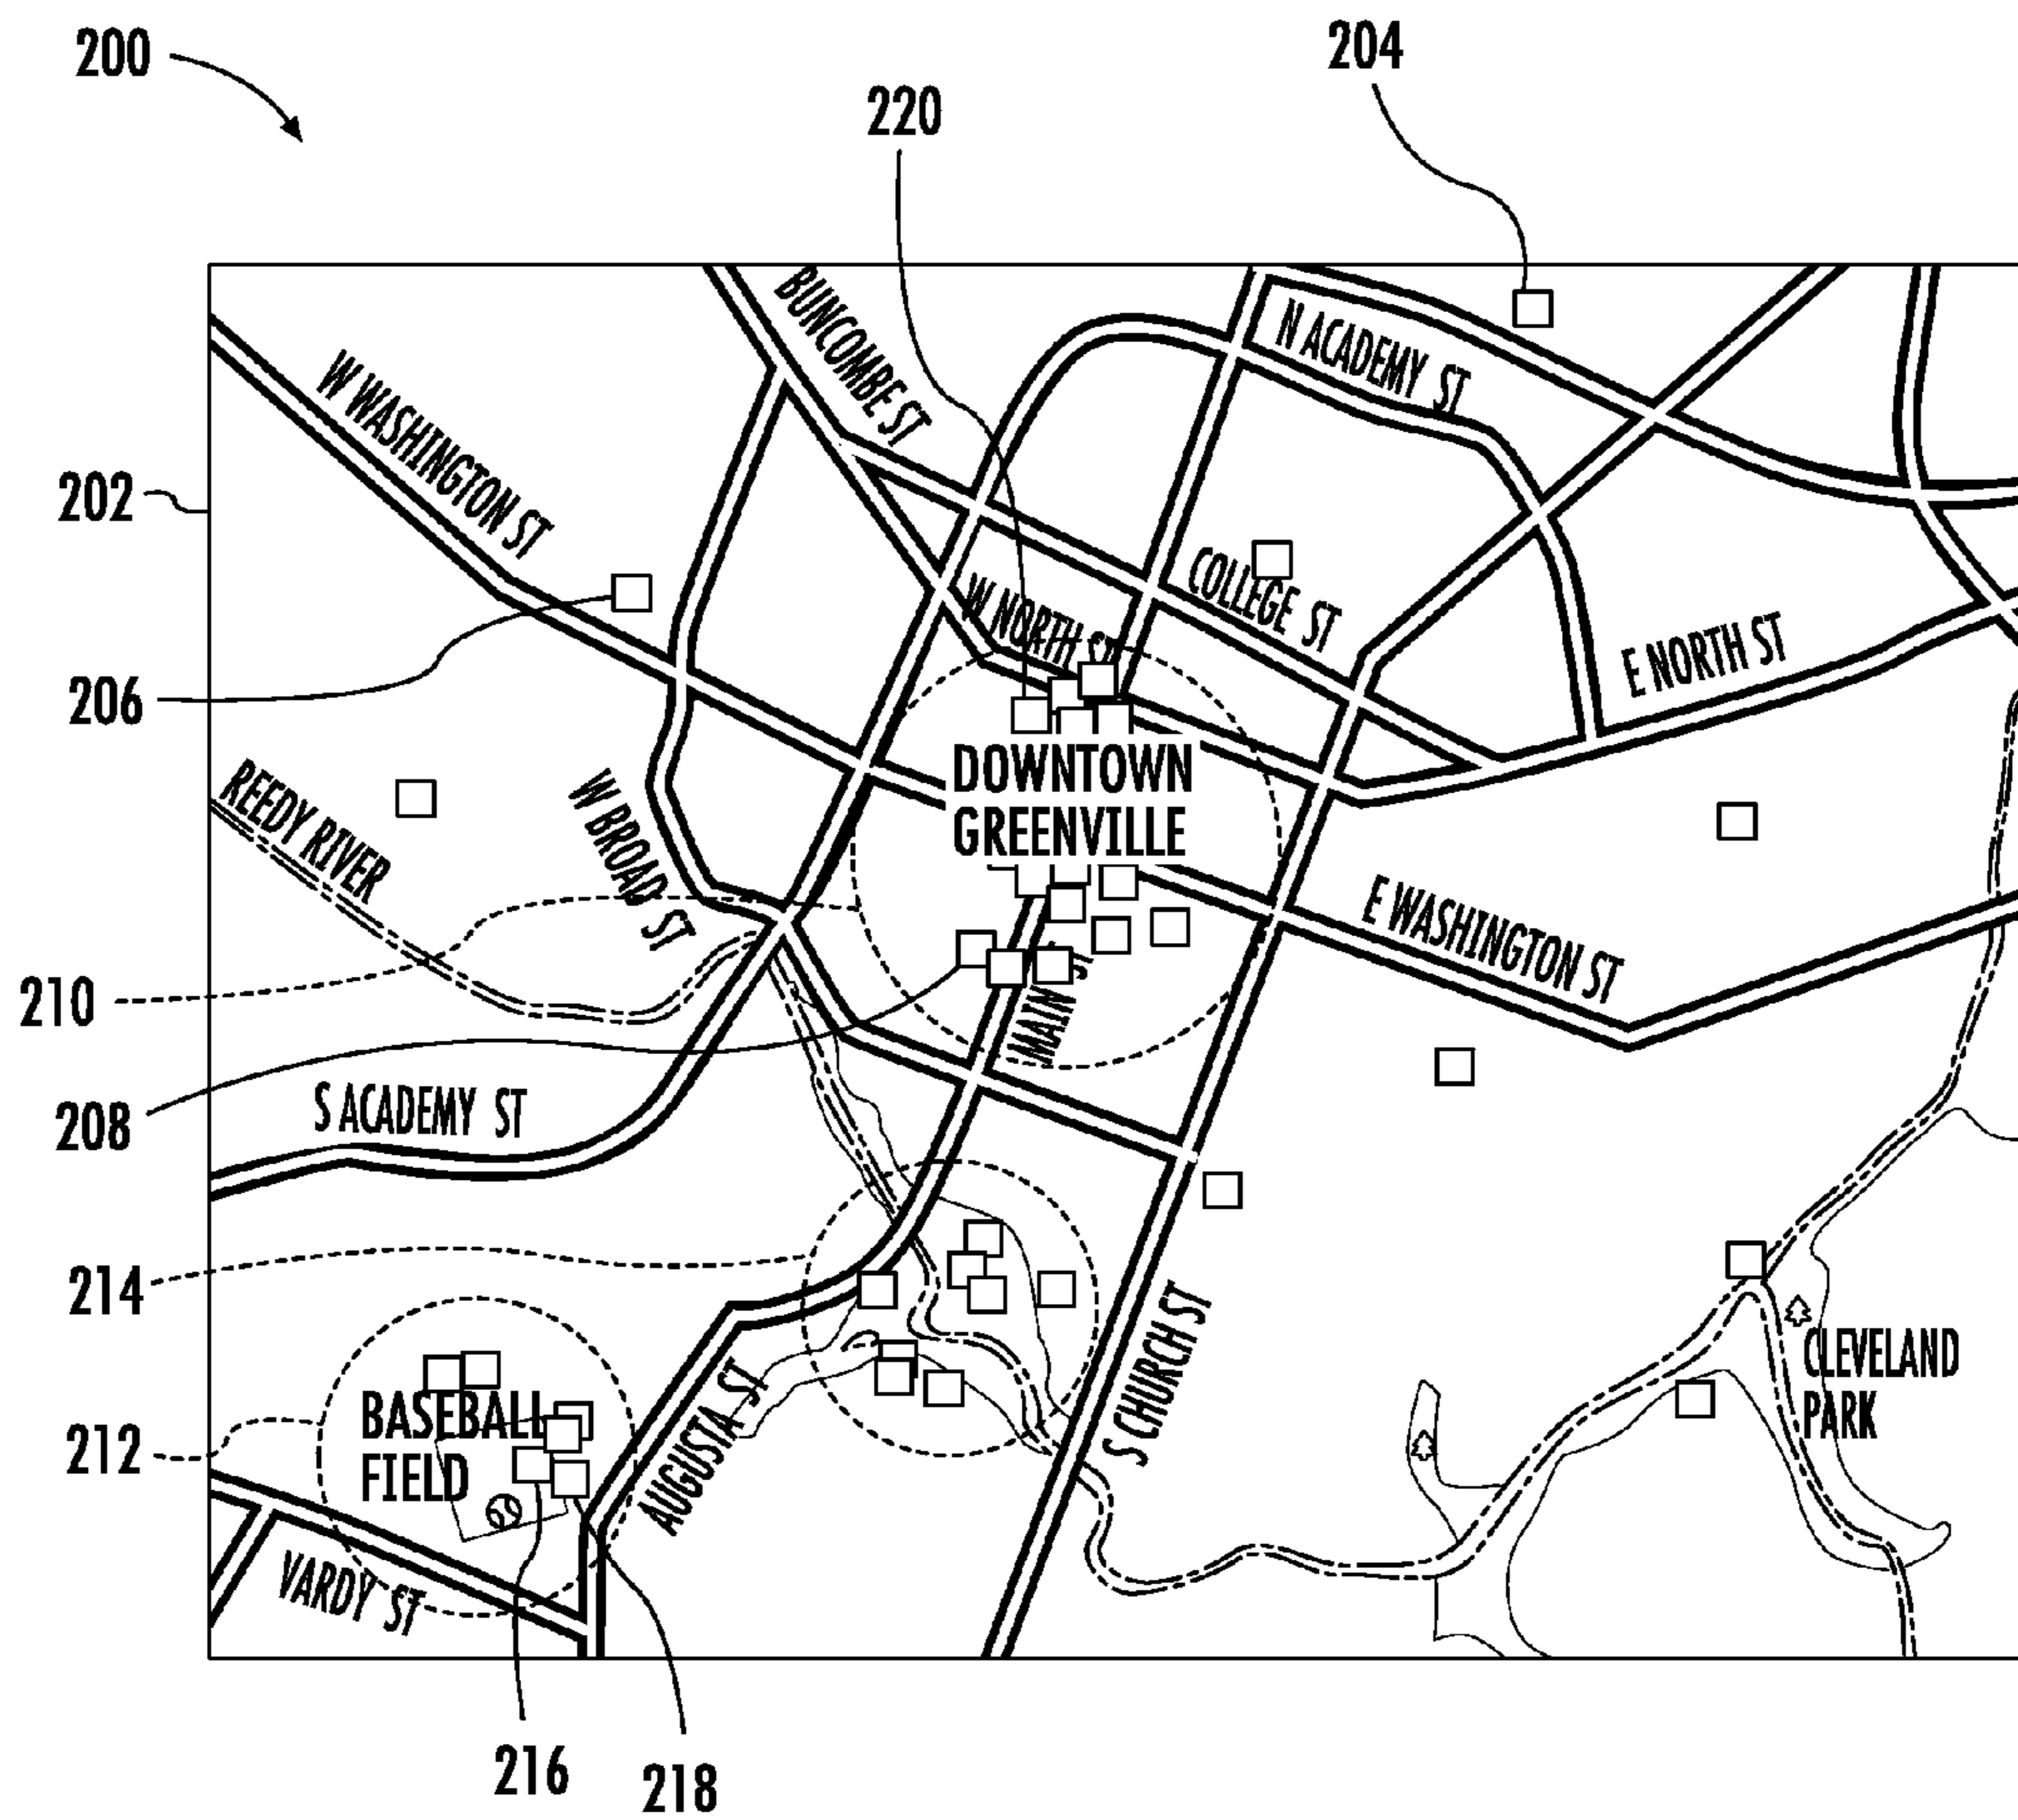 200
204
220
BUNCOMBE ST
N ACADEMY ST
W WASHINGTON ST
202
W NORTH ST
COLLEGE ST
E NORTH ST
206
DOWNTOWN
GREENVILLE
REEDY RIVER
W BROAD ST
E WASHINGTON ST
210
MAIN ST
S ACADEMY ST
208
214
S CHURCH ST
CLEVELAND
PARK
BASEBALL
FIELD
212
AUGUSTA ST
VARDY ST
216
218